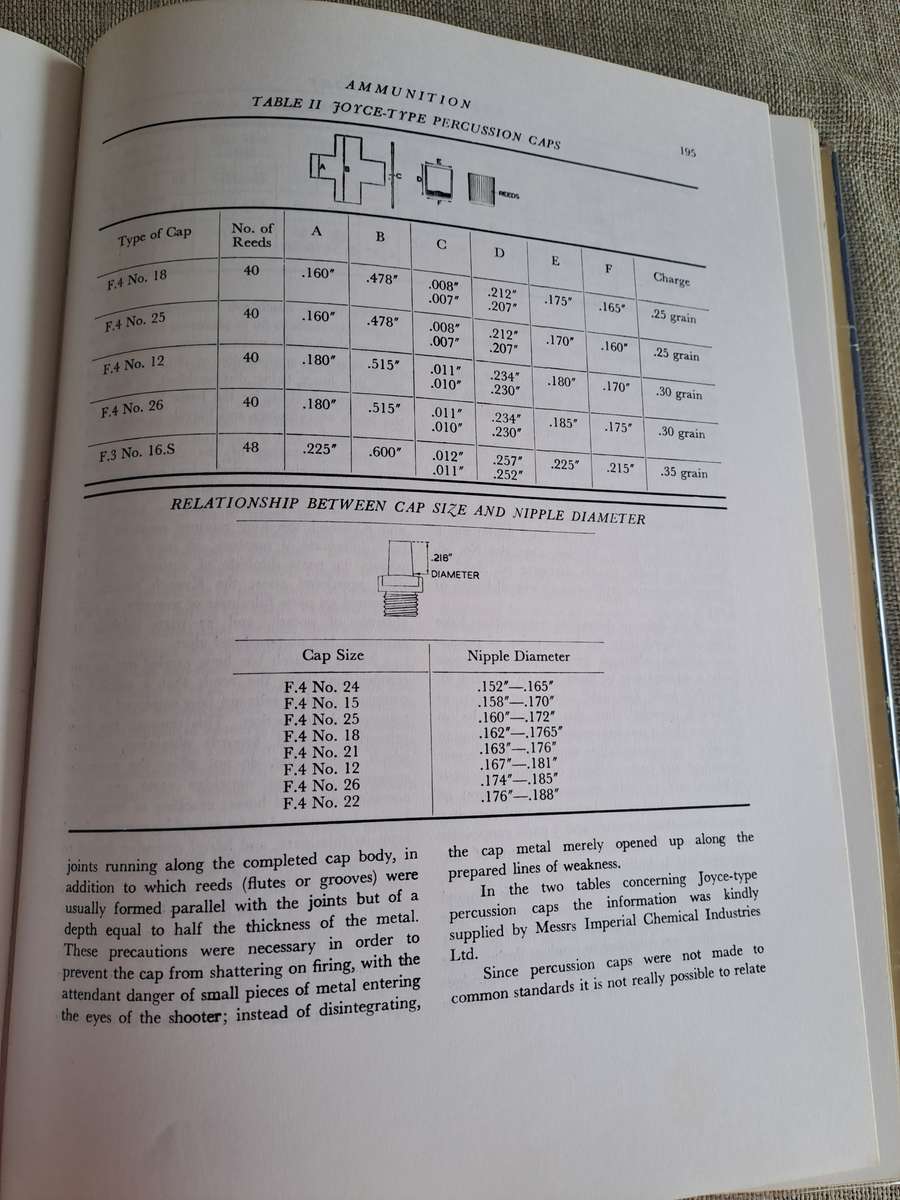 AMMUNITION
195
TABLE II JOYCE-TYPE PERCUSSION CAPS
A B C D E F REEDS
Type of Cap No. of Reeds A B C D E F Charge
F.4 No. 18 40 .160″ .478″ .008″ .007″ .212″ .207″ .175″ .165″ .25 grain
F.4 No. 25 40 .160″ .478″ .008″ .007″ .212″ .207″ .170″ .160″ .25 grain
F.4 No. 12 40 .180″ .515″ .011″ .010″ .234″ .230″ .180″ .170″ .30 grain
F.4 No. 26 40 .180″ .515″ .011″ .010″ .234″ .230″ .185″ .175″ .30 grain
F.3 No. 16.S 48 .225″ .600″ .012″ .011″ .257″ .252″ .225″ .215″ .35 grain
RELATIONSHIP BETWEEN CAP SIZE AND NIPPLE DIAMETER
.216″
DIAMETER
Cap Size Nipple Diameter
F.4 No. 24 .152″—.165″
F.4 No. 15 .158″—.170″
F.4 No. 25 .160″—.172″
F.4 No. 18 .162″—.1765″
F.4 No. 21 .163″—.176″
F.4 No. 12 .167″—.181″
F.4 No. 26 .174″—.185″
F.4 No. 22 .176″—.188″
joints running along the completed cap body, in
addition to which reeds (flutes or grooves) were
usually formed parallel with the joints but of a
depth equal to half the thickness of the metal.
These precautions were necessary in order to
prevent the cap from shattering on firing, with the
attendant danger of small pieces of metal entering
the eyes of the shooter; instead of disintegrating,
the cap metal merely opened up along the
prepared lines of weakness.
In the two tables concerning Joyce-type
percussion caps the information was kindly
supplied by Messrs Imperial Chemical Industries
Ltd.
Since percussion caps were not made to
common standards it is not really possible to relate